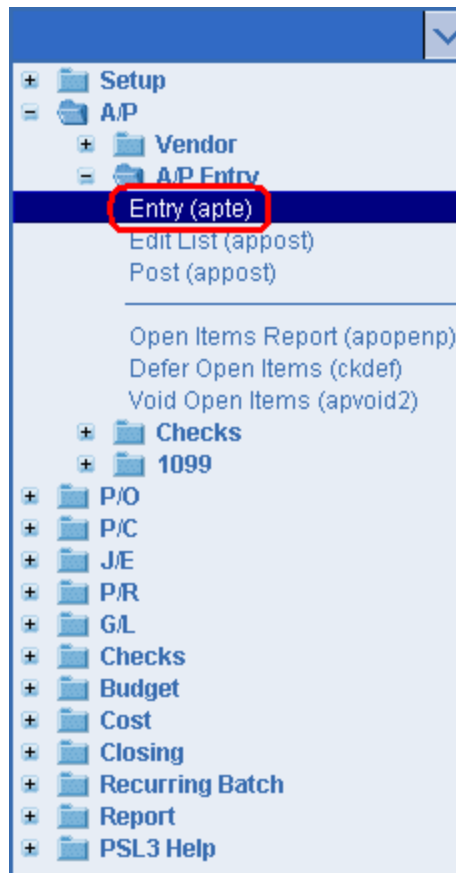 Setup
A/P
Vendor
A/P Entry
Entry (apte)
Edit List (appost)
Post (appost)
Open Items Report (apopenp)
Defer Open Items (ckdef)
Void Open Items (apvoid2)
Checks
1099
P/O
P/C
J/E
P/R
G/L
Checks
Budget
Cost
Closing
Recurring Batch
Report
PSL3 Help